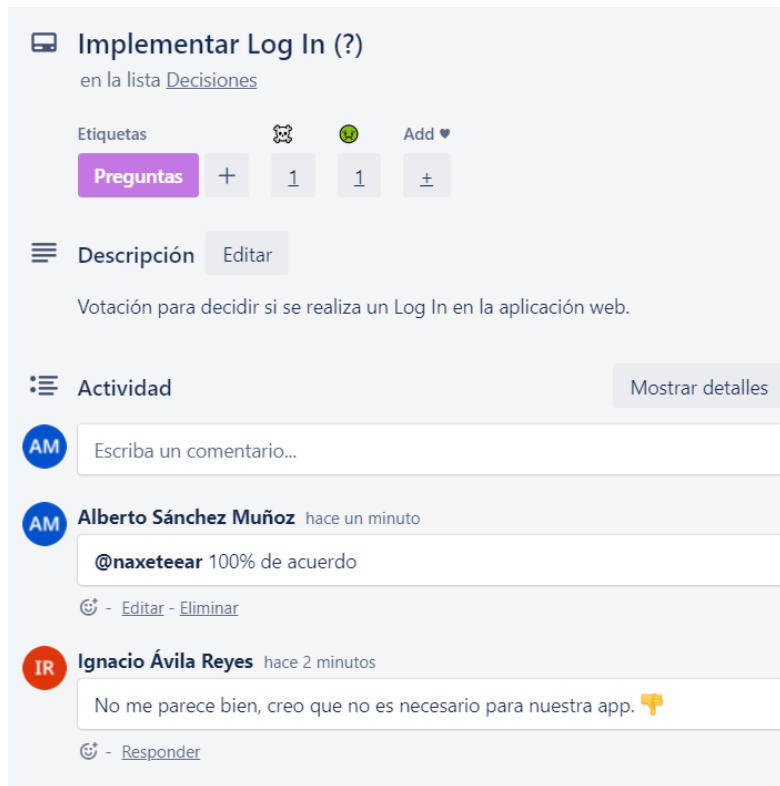 Implementar Log In (?)
en la lista Decisiones
Etiquetas Add ♥
Preguntas + 1 1 +
Descripción Editar
Votación para decidir si se realiza un Log In en la aplicación web.
Actividad Mostrar detalles
AM Escriba un comentario...
AM Alberto Sánchez Muñoz hace un minuto
@naxeteear 100% de acuerdo
- Editar - Eliminar
IR Ignacio Ávila Reyes hace 2 minutos
No me parece bien, creo que no es necesario para nuestra app. 👎
- Responder